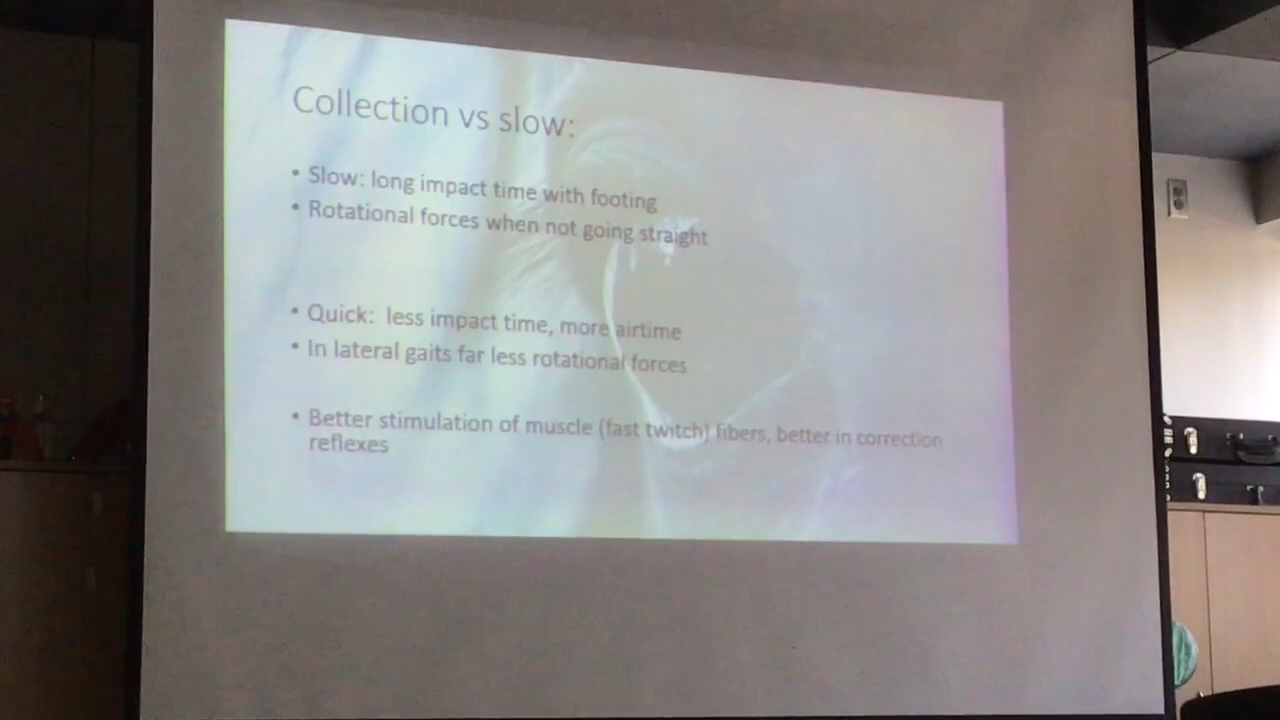 Collection vs slow:
• Slow: long impact time with footing
• Rotational forces when not going straight
• Quick: less impact time, more airtime
• In lateral gaits far less rotational forces
• Better stimulation of muscle (fast twitch) fibers, better in correction
reflexes